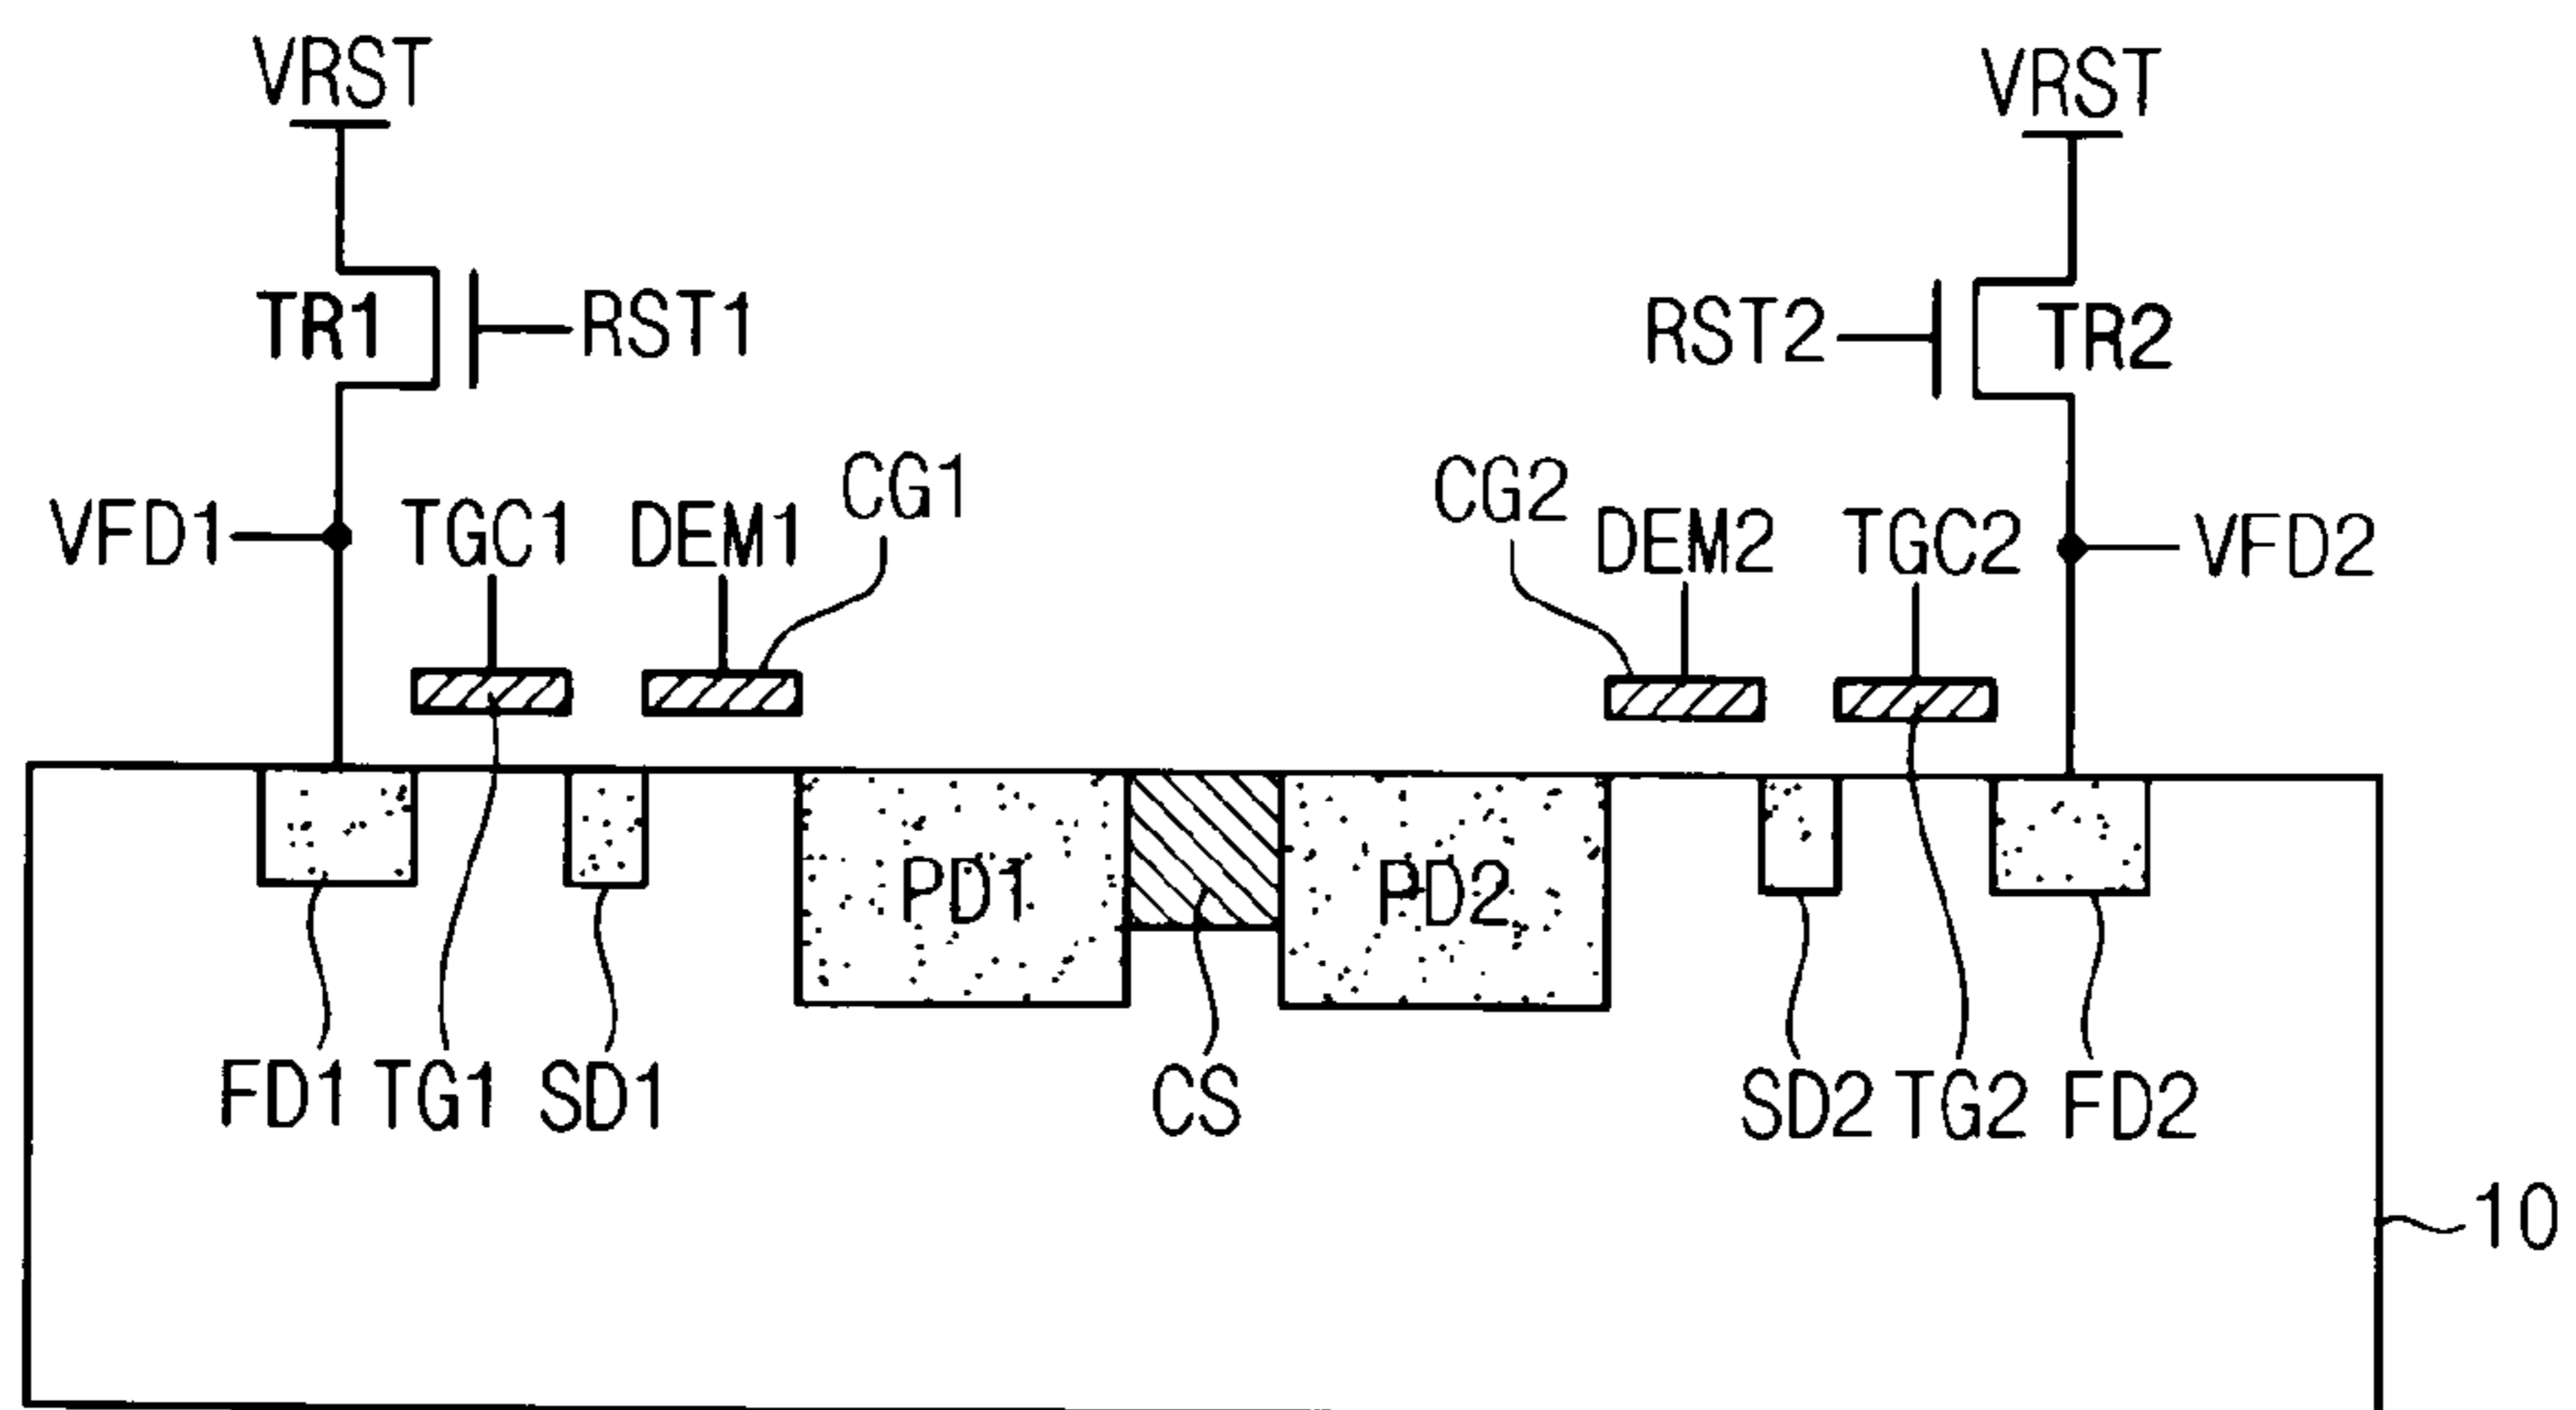 VRST VRST
TR1 RST1 RST2 TR2
VFD1 TGC1 DEM1 CG1 CG2 DEM2 TGC2 VFD2
PD1 PD2
FD1 TG1 SD1 CS SD2 TG2 FD2
10